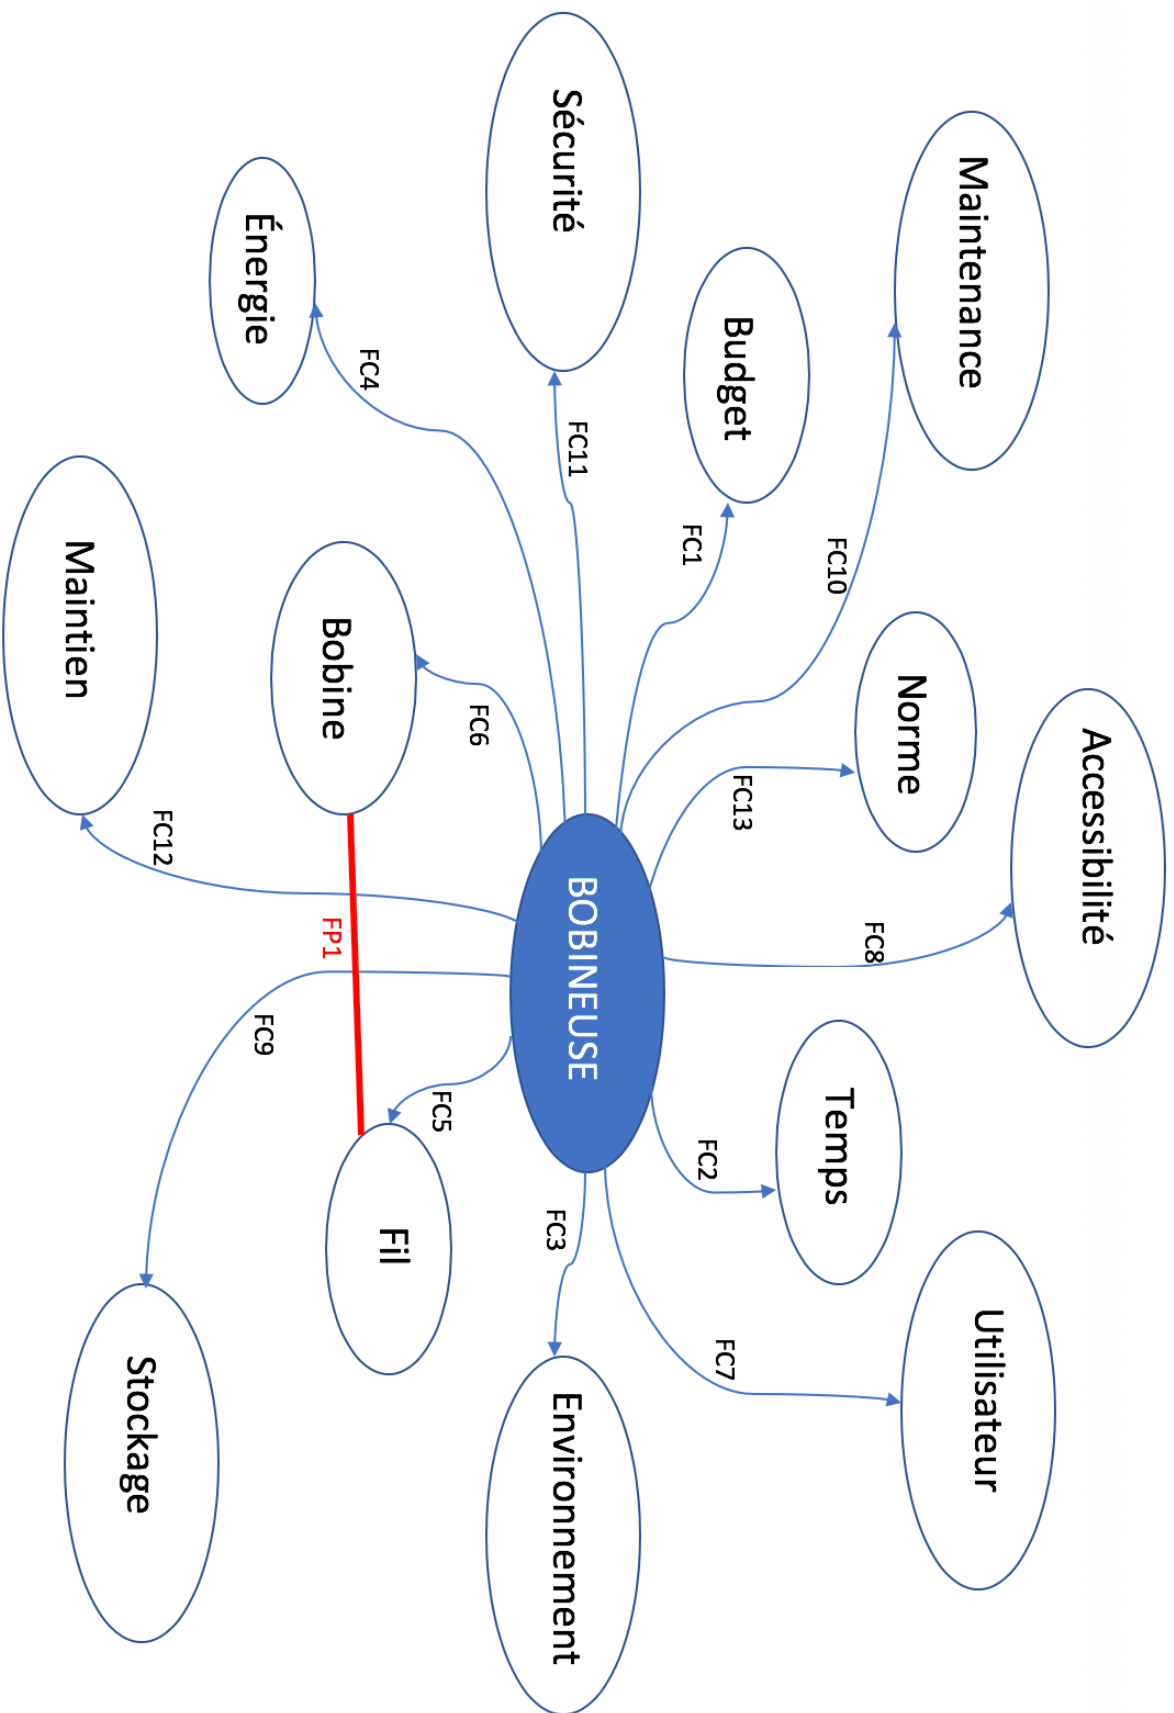 Accessibilité
Maintenance
Norme
Utilisateur
FC8
FC10
Temps
Budget
FC13
FC7
FC2
FC1
Sécurité
FC11
BOBINEUSE
FC3
Environnement
FC6
FC5
FC4
Fil
Bobine
FP1
Énergie
FC9
FC12
Stockage
Maintien